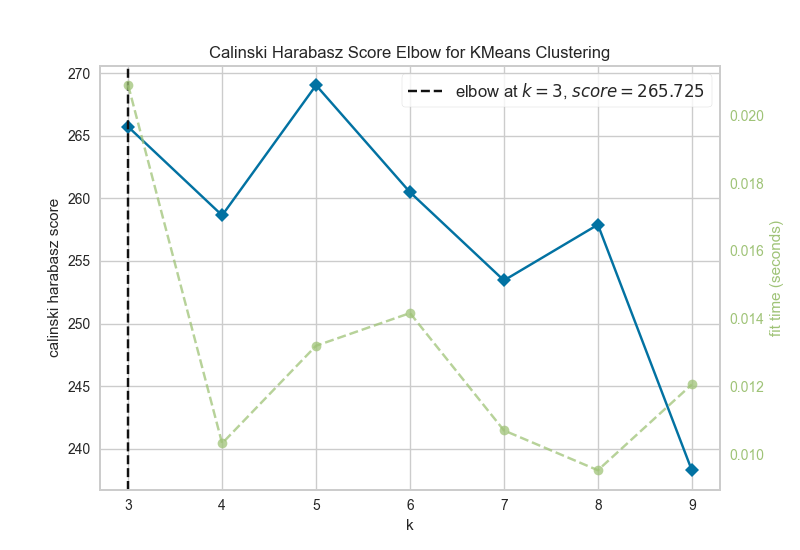 Calinski Harabasz Score Elbow for KMeans Clustering
elbow at k = 3, score = 265.725
calinski harabasz score
270
265
260
255
250
245
240
0.020
0.018
0.016
0.014
0.012
0.010
fit time (seconds)
3 4 5 6 7 8 9
k